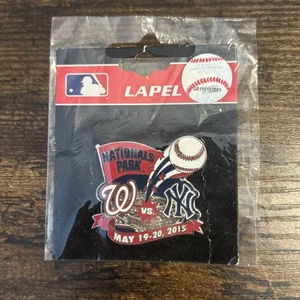 LAPEL
NATIONALS
PARK
W
VS.
NY
MAY 19-20, 2015